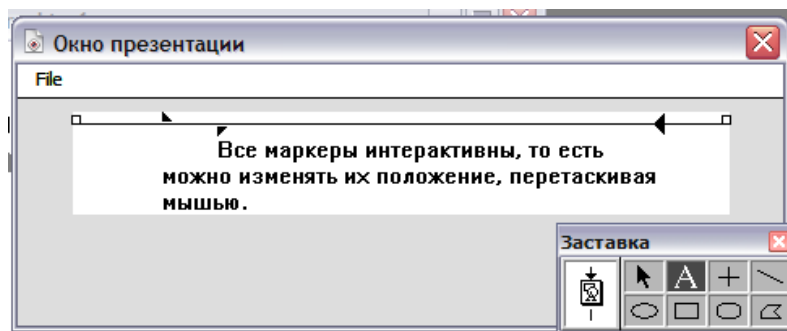 Окно презентации
File
Все маркеры интерактивны, то есть
можно изменять их положение, перетаскивая
мышью.
Заставка
A